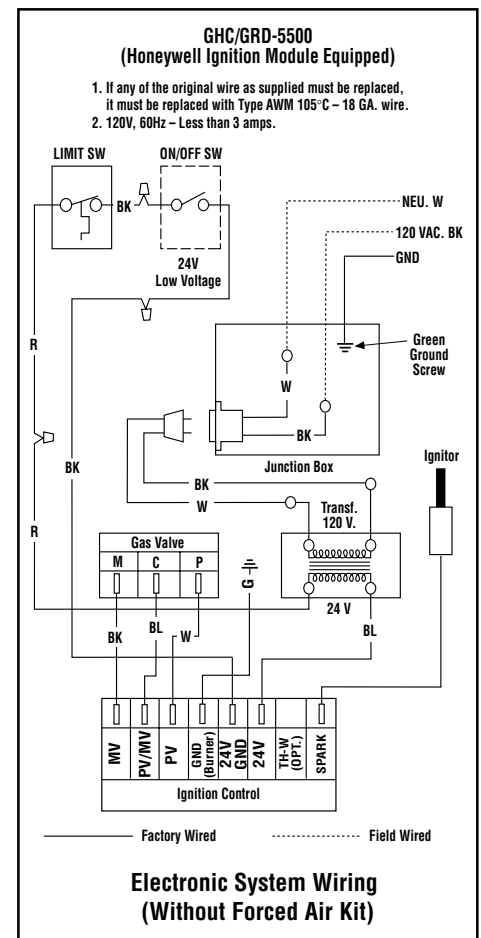 GHC/GRD-5500
(Honeywell Ignition Module Equipped)
1. If any of the original wire as supplied must be replaced,
it must be replaced with Type AWM 105°C – 18 GA. wire.
2. 120V, 60Hz – Less than 3 amps.
LIMIT SW
ON/OFF SW
BK
24V
Low Voltage
NEU. W
120 VAC. BK
GND
Green
Ground
Screw
R
W
BK
Junction Box
BK
BK
W
Ignitor
Transf.
120 V.
R
Gas Valve
M C P
G
24 V
BK
BL
W
BL
MV
PV/MV
PV
GND
(Burner)
24V
GND
24V
TH-W
(OPT.)
SPARK
Ignition Control
Factory Wired
Field Wired
Electronic System Wiring
(Without Forced Air Kit)